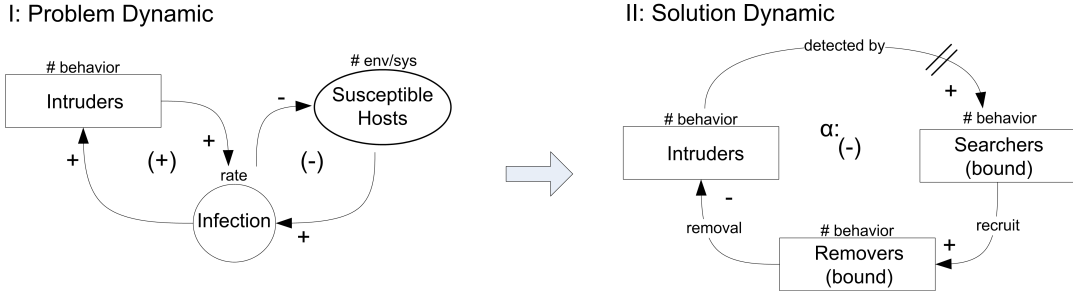 I: Problem Dynamic
# behavior
Intruders
+
+
(+)
rate
Infection
-
# env/sys
Susceptible
Hosts
(-)
+
II: Solution Dynamic
detected by
+
# behavior
Intruders
α:
(-)
# behavior
Searchers
(bound)
-
removal
recruit
# behavior
Removers
(bound)
+